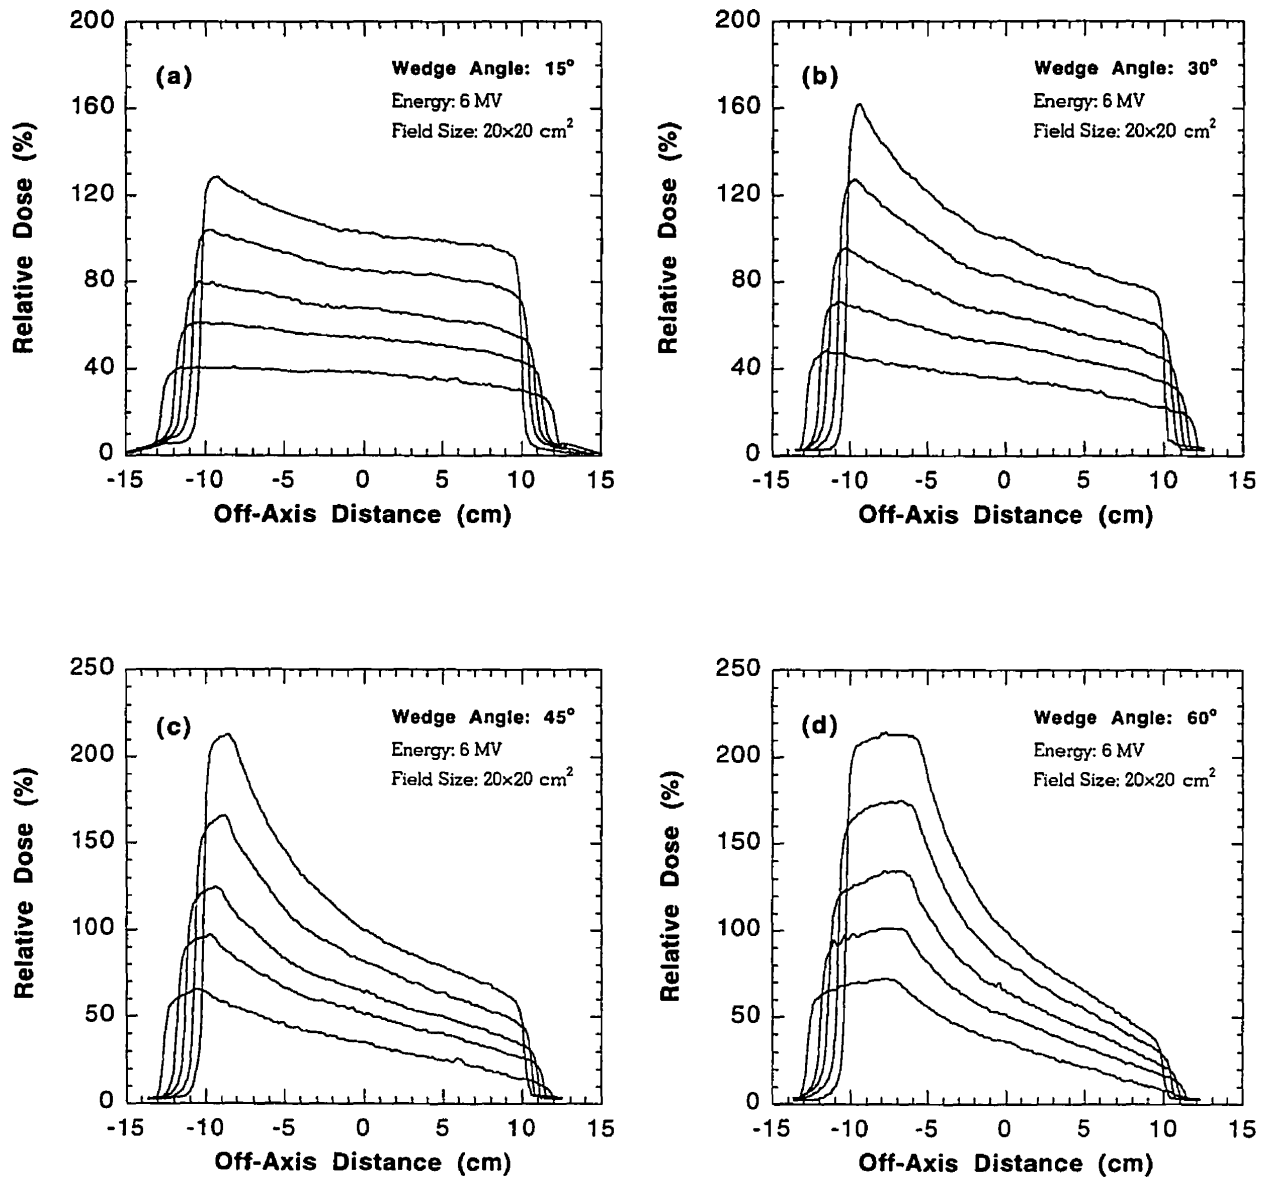 (a)
Wedge Angle: 15°
Energy: 6 MV
Field Size: 20×20 cm²
Relative Dose (%)
200
160
120
80
40
0
-15 -10 -5 0 5 10 15
Off-Axis Distance (cm)
(b)
Wedge Angle: 30°
Energy: 6 MV
Field Size: 20×20 cm²
Relative Dose (%)
200
160
120
80
40
0
-15 -10 -5 0 5 10 15
Off-Axis Distance (cm)
(c)
Wedge Angle: 45°
Energy: 6 MV
Field Size: 20×20 cm²
Relative Dose (%)
250
200
150
100
50
0
-15 -10 -5 0 5 10 15
Off-Axis Distance (cm)
(d)
Wedge Angle: 60°
Energy: 6 MV
Field Size: 20×20 cm²
Relative Dose (%)
250
200
150
100
50
0
-15 -10 -5 0 5 10 15
Off-Axis Distance (cm)